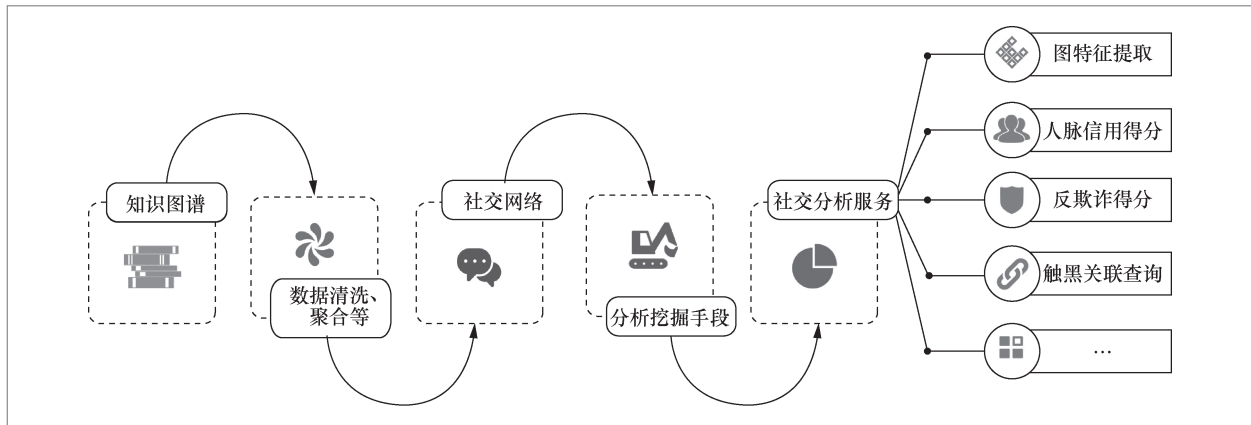 知识图谱
数据清洗、
聚合等
社交网络
分析挖掘手段
社交分析服务
图特征提取
人脉信用得分
反欺诈得分
触黑关联查询
…